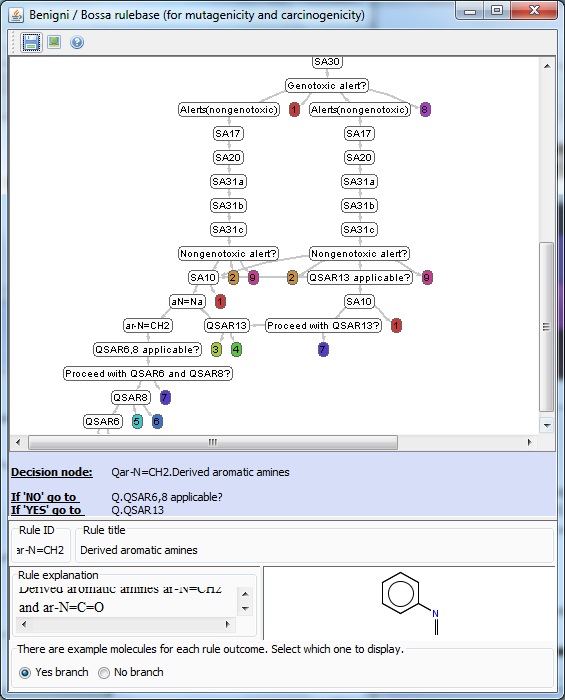 Benigni / Bossa rulebase (for mutagenicity and carcinogenicity)
SA30
Genotoxic alert?
Alerts(nongenotoxic) 1 Alerts(nongenotoxic) 8
SA17 SA17
SA20 SA20
SA31a SA31a
SA31b SA31b
SA31c SA31c
Nongenotoxic alert? Nongenotoxic alert?
SA10 2 9 2 QSAR13 applicable? 9
aN=Na 1 SA10
ar-N=CH2 QSAR13 Proceed with QSAR13? 1
QSAR6,8 applicable? 3 4 7
Proceed with QSAR6 and QSAR8?
QSAR8 7
QSAR6 5 6
Decision node: Qar-N=CH2.Derived aromatic amines
If 'NO' go to Q.QSAR6,8 applicable?
If 'YES' go to Q.QSAR13
Rule ID Rule title
ar-N=CH2 Derived aromatic amines
Rule explanation
Derived aromatic amines ar-N=CH2
and ar-N=C=O
N
There are example molecules for each rule outcome. Select which one to display.
Yes branch No branch